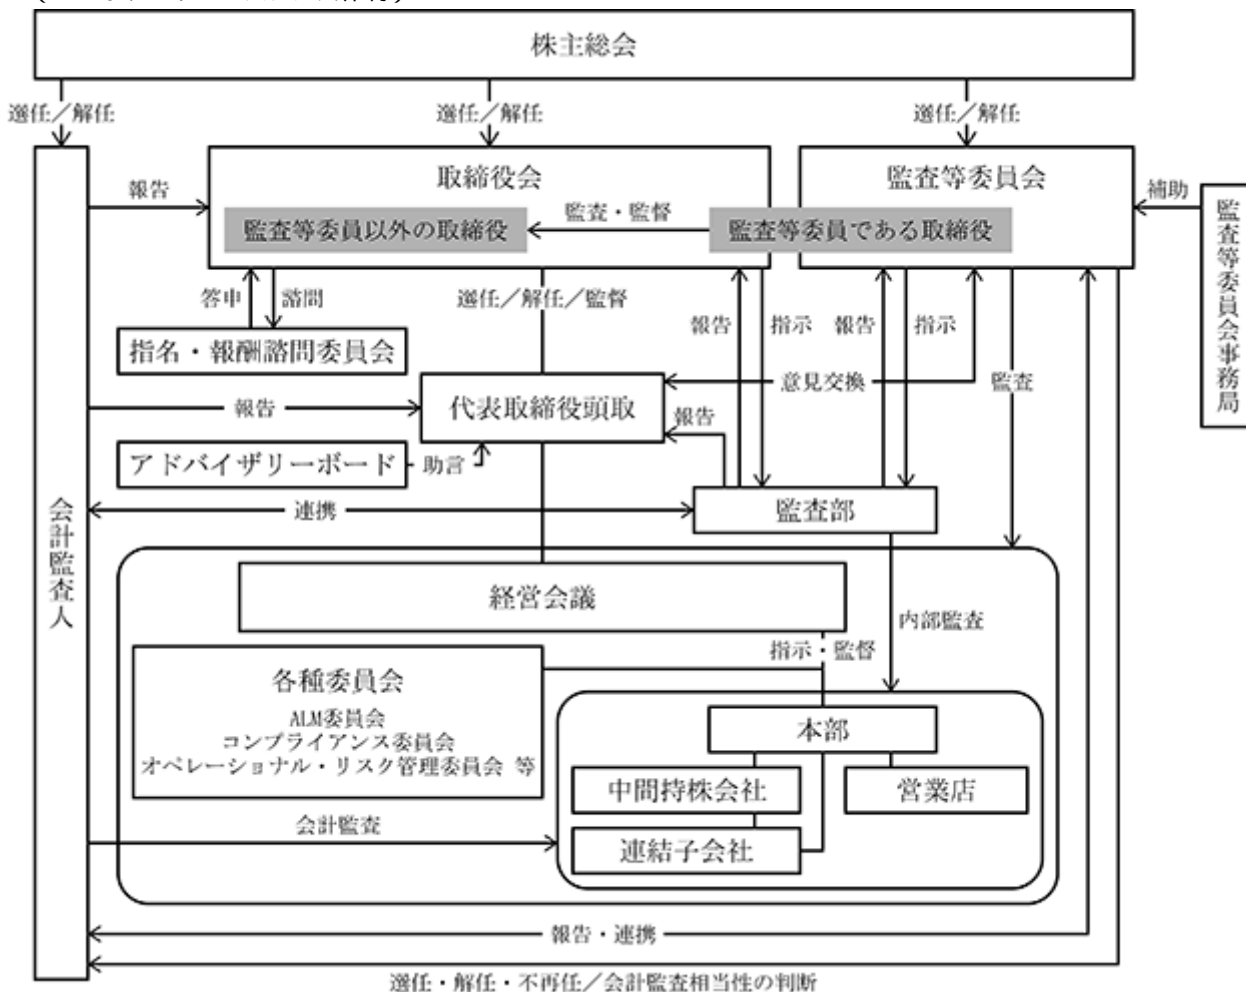 株主総会
選任／解任
選任／解任
選任／解任
取締役会
監査等委員会
報告
補助
監査等委員以外の取締役
監査・監督
監査等委員である取締役
監査等委員会事務局
答申
諮問
選任／解任／監督
報告
指示
報告
指示
指名・報酬諮問委員会
意見交換
監査
報告
代表取締役頭取
報告
アドバイザリーボード
助言
会計監査人
連携
監査部
経営会議
内部監査
指示・監督
各種委員会
ALM委員会
コンプライアンス委員会
オペレーショナル・リスク管理委員会 等
本部
中間持株会社
営業店
会計監査
連結子会社
報告・連携
選任・解任・不再任／会計監査相当性の判断